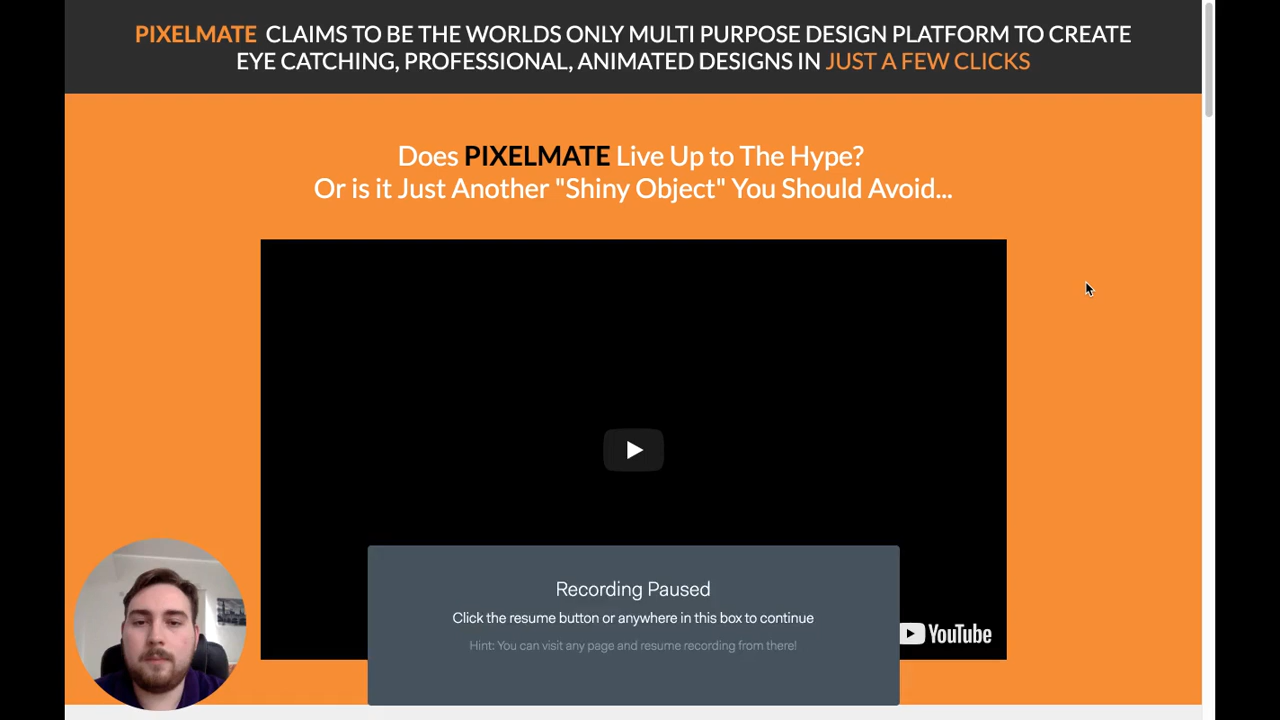 PIXELMATE CLAIMS TO BE THE WORLDS ONLY MULTI PURPOSE DESIGN PLATFORM TO CREATE
EYE CATCHING, PROFESSIONAL, ANIMATED DESIGNS IN JUST A FEW CLICKS
Does PIXELMATE Live Up to The Hype?
Or is it Just Another "Shiny Object" You Should Avoid...
Recording Paused
Click the resume button or anywhere in this box to continue
Hint: You can visit any page and resume recording from there!
YouTube